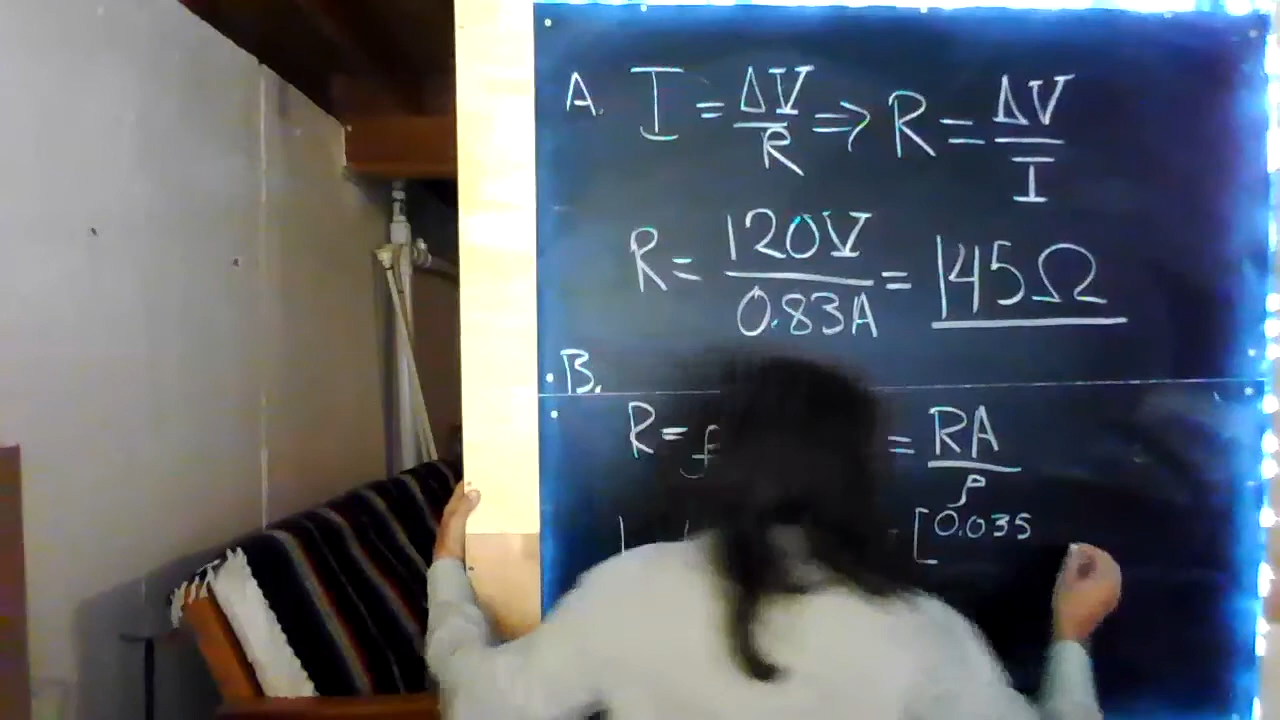 A. I = ΔV/R ⇒ R = ΔV/I
R = 120V/0.83A = 145Ω
B.
R = = RA/ρ
[0.035